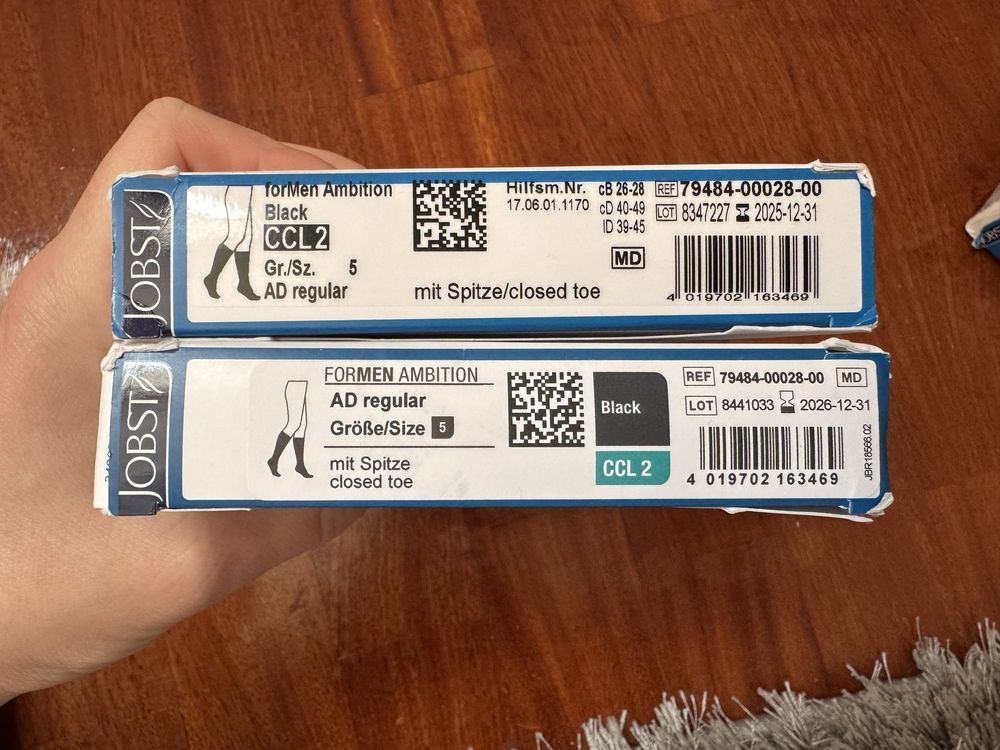 JOBST
forMen Ambition
Black
CCL 2
Gr./Sz. 5
AD regular
Hilfsm.Nr.
17.06.01.1170
cB 26-28
cD 40-49
lD 39-45
MD
mit Spitze/closed toe
REF 79484-00028-00
LOT 8347227 2025-12-31
4 019702 163469
JOBST
FORMEN AMBITION
AD regular
Größe/Size 5
mit Spitze
closed toe
Black
CCL 2
REF 79484-00028-00 MD
LOT 8441033 2026-12-31
4 019702 163469
JBR18566.02